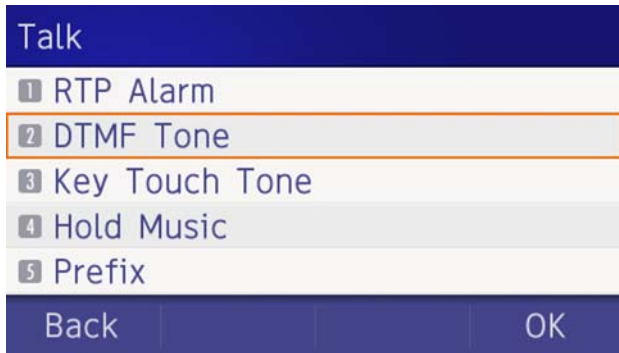 Talk
1 RTP Alarm
2 DTMF Tone
3 Key Touch Tone
4 Hold Music
5 Prefix
Back OK